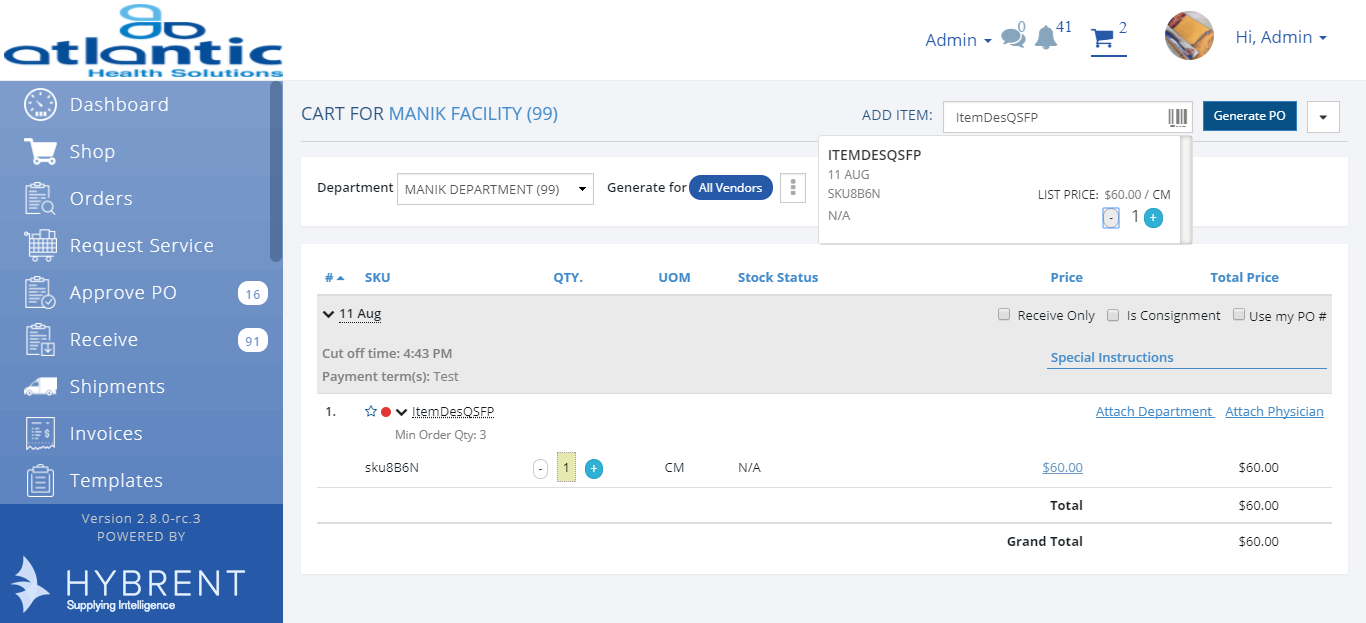 atlantic
Health Solutions
Admin
0
41
2
Hi, Admin
Dashboard
Shop
Orders
Request Service
Approve PO 16
Receive 91
Shipments
Invoices
Templates
Version 2.8.0-rc.3
POWERED BY
HYBRENT
Supplying Intelligence
CART FOR MANIK FACILITY (99)
ADD ITEM: ItemDesQSFP Generate PO
ITEMDESQSFP
11 AUG
SKU8B6N LIST PRICE: $60.00 / CM
N/A - 1 +
Department MANIK DEPARTMENT (99) Generate for All Vendors
# SKU QTY. UOM Stock Status Price Total Price
11 Aug Receive Only Is Consignment Use my PO #
Cut off time: 4:43 PM
Special Instructions
Payment term(s): Test
1. ItemDesQSFP Attach Department Attach Physician
Min Order Qty: 3
sku8B6N - 1 + CM N/A $60.00 $60.00
Total $60.00
Grand Total $60.00